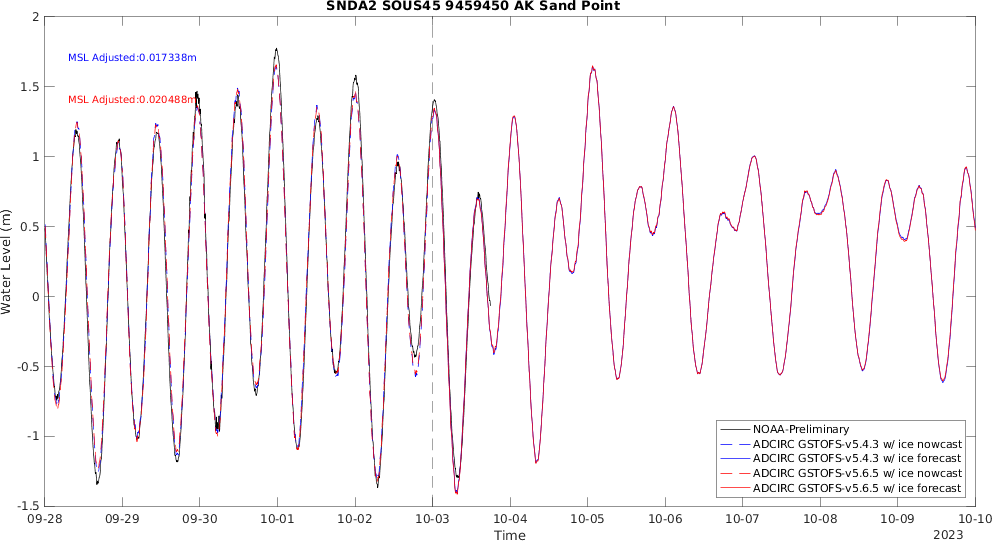 SNDA2 SOUS45 9459450 AK Sand Point
MSL Adjusted:0.017338m
MSL Adjusted:0.020488m
Water Level (m)
2
1.5
1
0.5
0
-0.5
-1
-1.5
NOAA-Preliminary
ADCIRC GSTOFS-v5.4.3 w/ ice nowcast
ADCIRC GSTOFS-v5.4.3 w/ ice forecast
ADCIRC GSTOFS-v5.6.5 w/ ice nowcast
ADCIRC GSTOFS-v5.6.5 w/ ice forecast
09-28 09-29 09-30 10-01 10-02 10-03 10-04 10-05 10-06 10-07 10-08 10-09 10-10
Time
2023